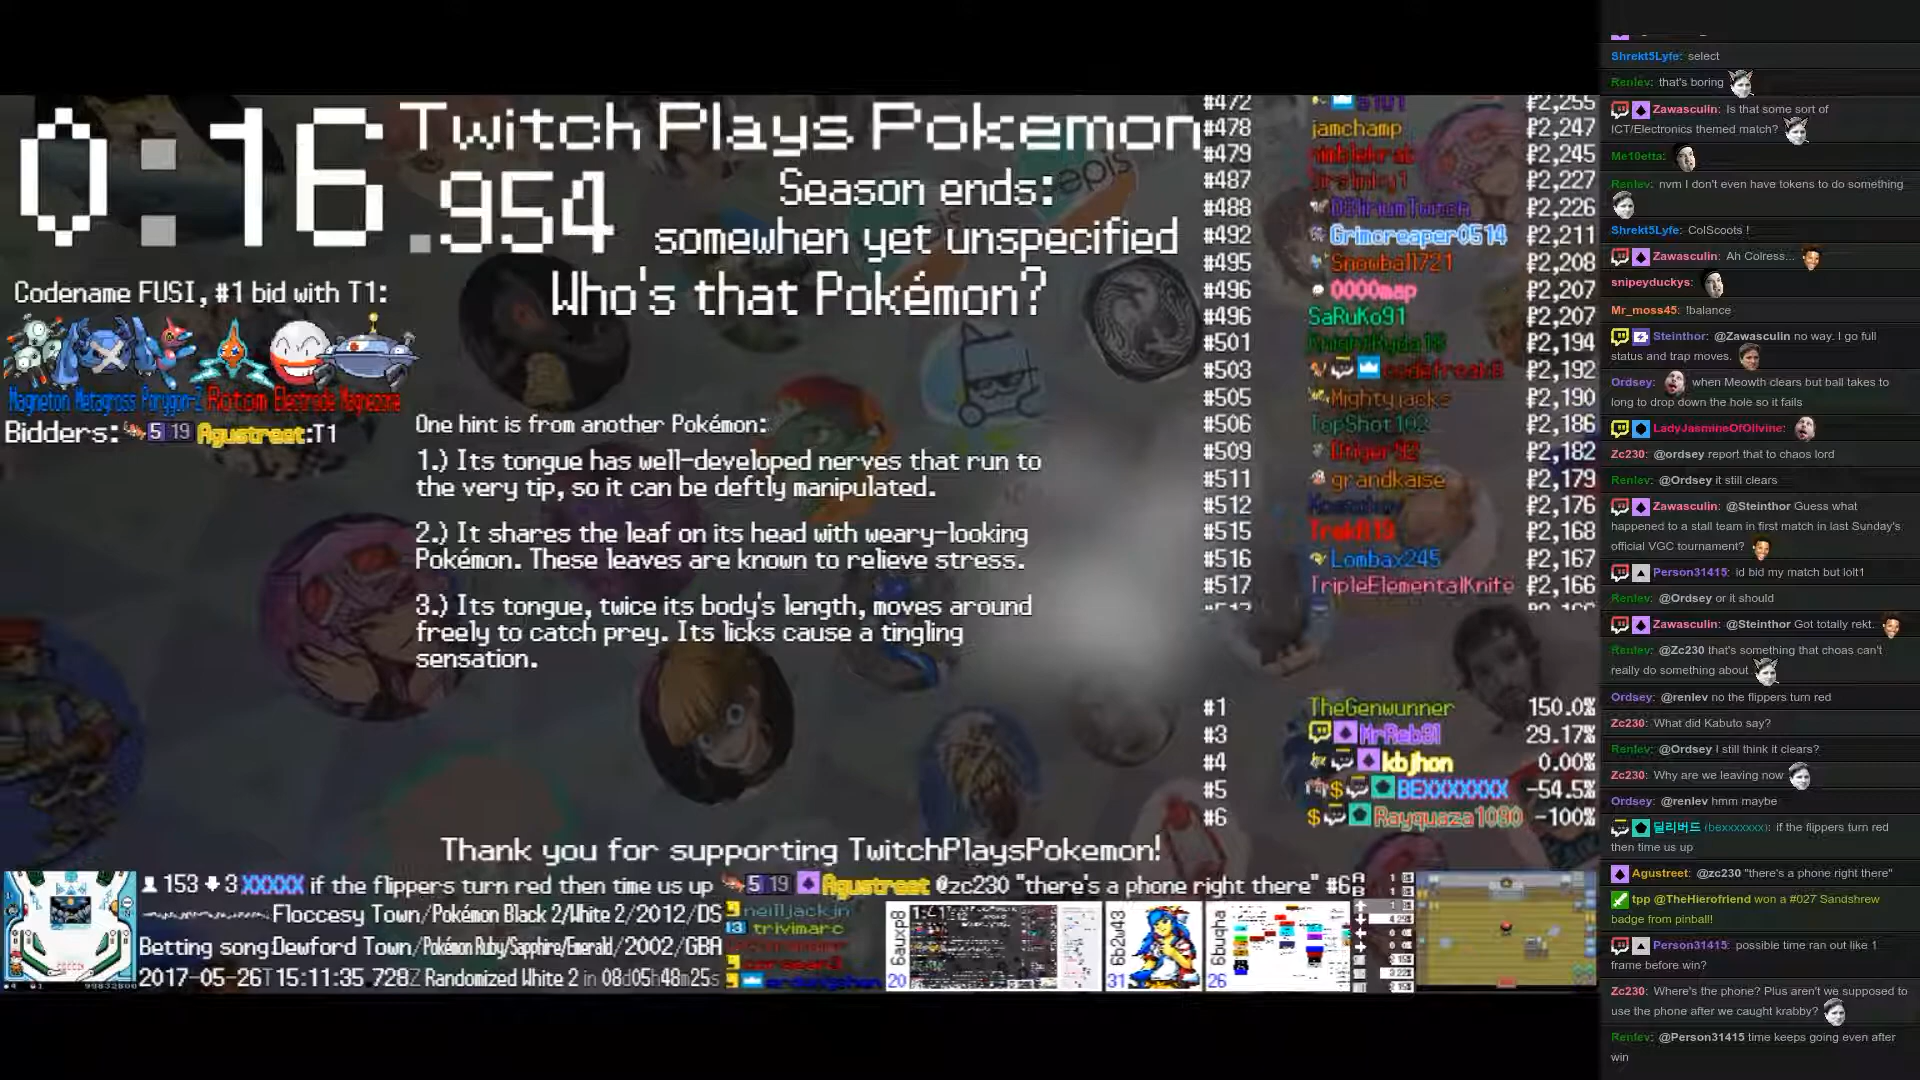 0:16.954
Twitch Plays Pokemon
Season ends:
somewhen yet unspecified
Who's that Pokémon?
Codename FUSI, #1 bid with T1:
Magneton Metagross Porygon-Z Rotom Electrode Magnezone
Bidders: 5 19 Agustreet:T1
One hint is from another Pokémon:
1.) Its tongue has well-developed nerves that run to
the very tip, so it can be deftly manipulated.
2.) It shares the leaf on its head with weary-looking
Pokémon. These leaves are known to relieve stress.
3.) Its tongue, twice its body's length, moves around
freely to catch prey. Its licks cause a tingling
sensation.
#472 ₽2,255
#478 jamchamp ₽2,247
#479 nimblekrab ₽2,245
#487 ₽2,227
#488 D2liriumTwitch ₽2,226
#492 Grimoreaper0514 ₽2,211
#495 Snowball721 ₽2,208
#496 0000map ₽2,207
#496 SaRuKo91 ₽2,207
#501 ₽2,194
#503 codefreak8 ₽2,192
#505 Mightyjacks ₽2,190
#506 TopShot102 ₽2,186
#509 ₽2,182
#511 grandkaise ₽2,179
#512 ₽2,176
#515 ₽2,168
#516 Lombax245 ₽2,167
#517 TripleElementalKnife ₽2,166
#1 TheGenwunner 150.0%
#3 MrReb91 29.17%
#4 kbjhon 0.00%
#5 BEXXXXXXX -54.5%
#6 Rayquaza1080 -100%
Thank you for supporting TwitchPlaysPokemon!
153 3 XXXXX if the flippers turn red then time us up 5 19 Agustreet @zc230 "there's a phone right there" #6
Floccesy Town/Pokémon Black 2/White 2/2012/DS
Betting song: Dewford Town/Pokémon Ruby/Sapphire/Emerald/2002/GBA
2017-05-26T15:11:35.728Z Randomized White 2 in 08d05h48m25s
neilljackjn
13 trivimarc
6auxp8
20
6b2w43
31
6buqha
26
Shrekt5Lyfe: select
Renlev: that's boring
Zawasculin: Is that some sort of
ICT/Electronics themed match?
Me10etta:
Renlev: nvm I don't even have tokens to do something
Shrekt5Lyfe: ColScoots !
Zawasculin: Ah Colress...
snipeyduckys:
Mr_moss45: !balance
Steinthor: @Zawasculin no way. I go full
status and trap moves.
Ordsey: when Meowth clears but ball takes to
long to drop down the hole so it fails
LadyJasmineOfOlivine:
Zc230: @ordsey report that to chaos lord
Renlev: @Ordsey it still clears
Zawasculin: @Steinthor Guess what
happened to a stall team in first match in last Sunday's
official VGC tournament?
Person31415: id bid my match but lolt1
Renlev: @Ordsey or it should
Zawasculin: @Steinthor Got totally rekt.
Renlev: @Zc230 that's something that choas can't
really do something about
Ordsey: @renlev no the flippers turn red
Zc230: What did Kabuto say?
Renlev: @Ordsey I still think it clears?
Zc230: Why are we leaving now
Ordsey: @renlev hmm maybe
딜리버드 (bexxxxxxx): if the flippers turn red
then time us up
Agustreet: @zc230 "there's a phone right there"
tpp @TheHierofriend won a #027 Sandshrew
badge from pinball!
Person31415: possible time ran out like 1
frame before win?
Zc230: Where's the phone? Plus aren't we supposed to
use the phone after we caught krabby?
Renlev: @Person31415 time keeps going even after
win